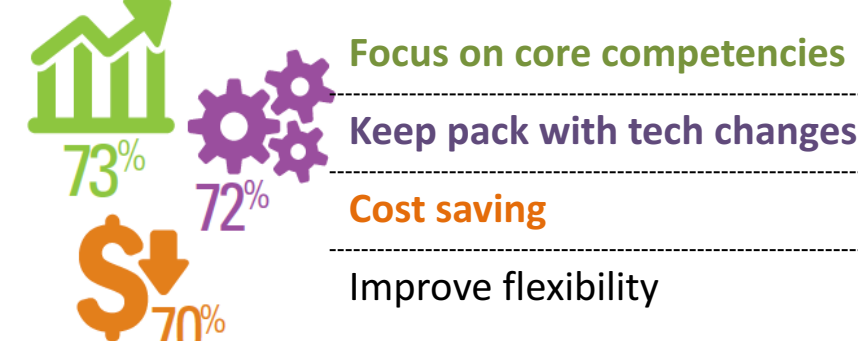 Focus on core competencies
73%
Keep pack with tech changes
72%
Cost saving
70%
Improve flexibility